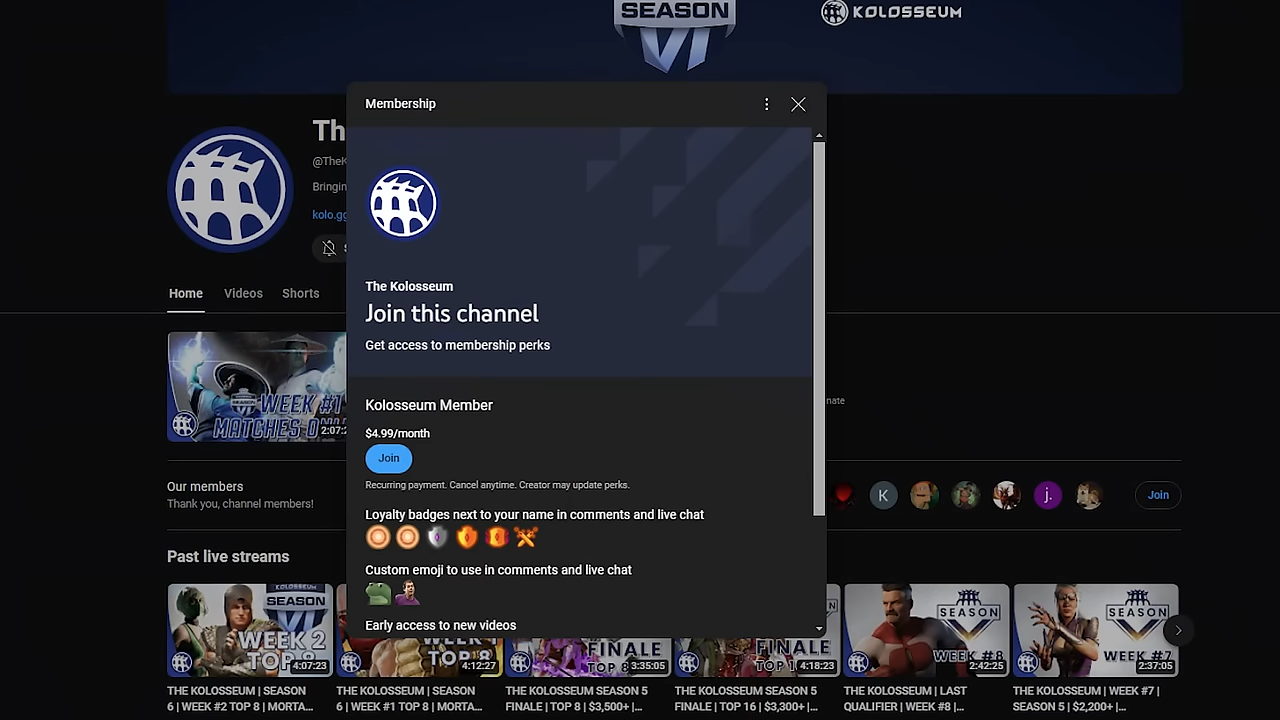 SEASON
VI
KOLOSSEUM
Membership
Th
@TheK
Bringin
kolo.gg
The Kolosseum
Join this channel
Get access to membership perks
Home Videos Shorts
WEEK #1
MATCHES
2:07:2
nate
Kolosseum Member
$4.99/month
Join
Recurring payment. Cancel anytime. Creator may update perks.
Our members
Thank you, channel members!
K
j.
Join
Loyalty badges next to your name in comments and live chat
Custom emoji to use in comments and live chat
Early access to new videos
Past live streams
KOLOSSEUM
SEASON
VI
WEEK 2
TOP 8
4:07:23
WEEK #1
TOP 8
4:12:27
FINALE
TOP 8
3:35:05
FINALE
4:18:23
SEASON
WEEK #8
2:42:25
SEASON
WEEK #7
2:37:05
THE KOLOSSEUM | SEASON
6 | WEEK #2 TOP 8 | MORTA...
THE KOLOSSEUM | SEASON
6 | WEEK #1 TOP 8 | MORTA...
THE KOLOSSEUM SEASON 5
FINALE | TOP 8 | $3,500+ |...
THE KOLOSSEUM SEASON 5
FINALE | TOP 16 | $3,300+ |...
THE KOLOSSEUM | LAST
QUALIFIER | WEEK #8 |...
THE KOLOSSEUM | WEEK #7 |
SEASON 5 | $2,200+ |...